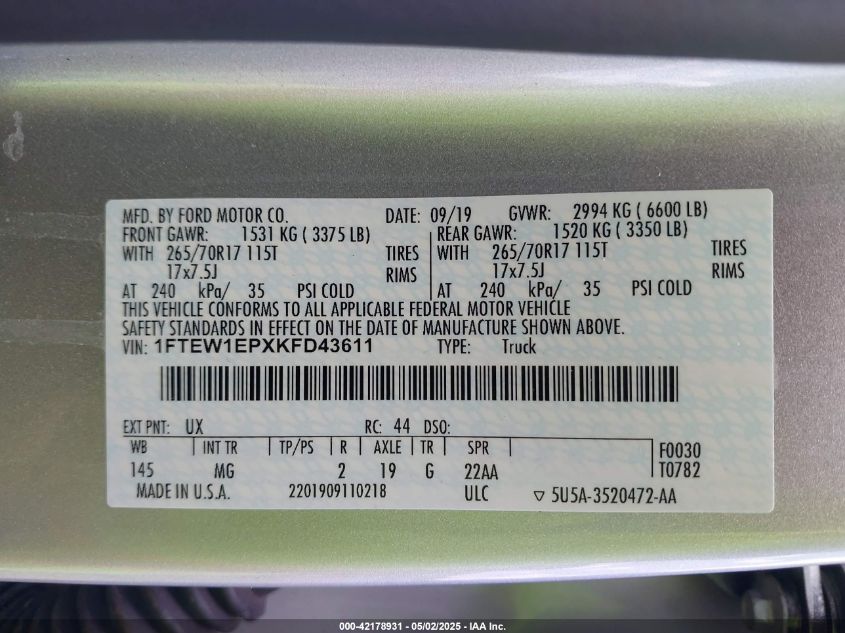 MFD. BY FORD MOTOR CO. DATE: 09/19 GVWR: 2994 KG ( 6600 LB)
FRONT GAWR: 1531 KG ( 3375 LB) REAR GAWR: 1520 KG ( 3350 LB)
WITH 265/70R17 115T TIRES WITH 265/70R17 115T TIRES
17x7.5J RIMS 17x7.5J RIMS
AT 240 kPa/ 35 PSI COLD AT 240 kPa/ 35 PSI COLD
THIS VEHICLE CONFORMS TO ALL APPLICABLE FEDERAL MOTOR VEHICLE
SAFETY STANDARDS IN EFFECT ON THE DATE OF MANUFACTURE SHOWN ABOVE.
VIN: 1FTEW1EPXKFD43611 TYPE: Truck
EXT PNT: UX RC: 44 DSO:
WB INT TR TP/PS R AXLE TR SPR F0030
145 MG 2 19 G 22AA T0782
MADE IN U.S.A. 2201909110218 ULC ▽ 5U5A-3520472-AA
000-42178931 - 05/02/2025 - IAA Inc.